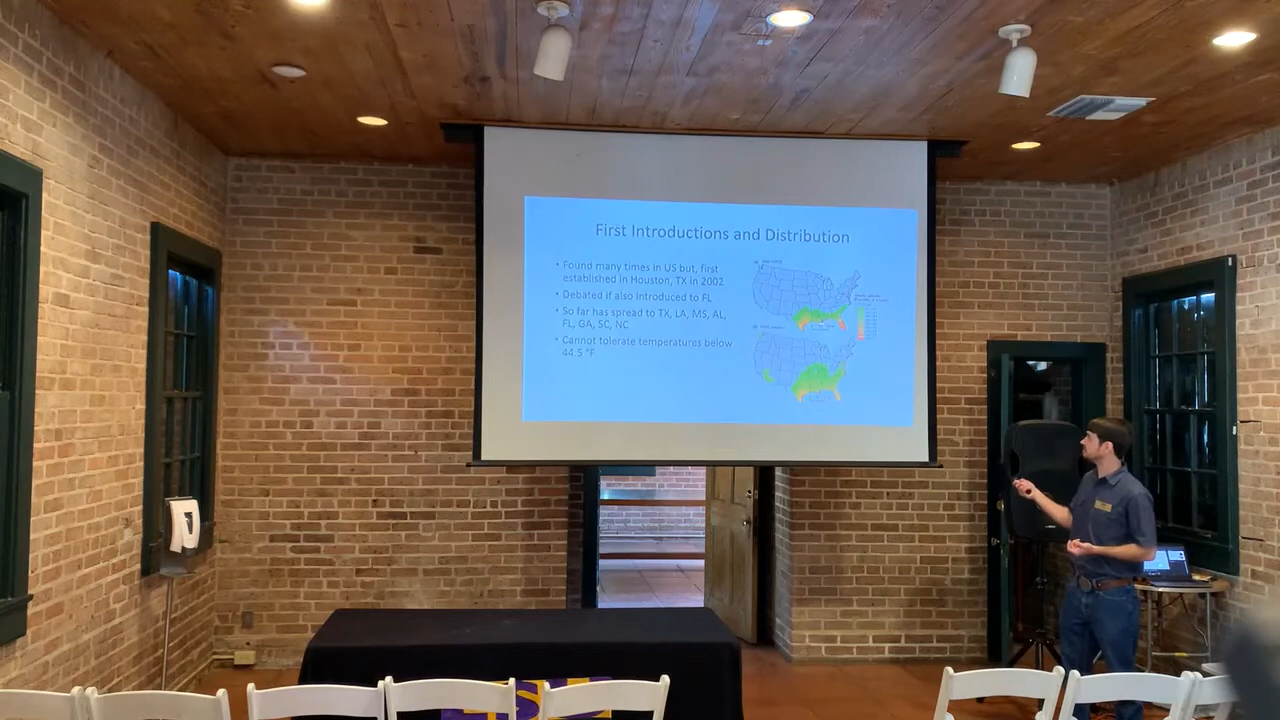 First Introductions and Distribution
• Found many times in US but, first
established in Houston, TX in 2002
• Debated if also introduced to FL
• So far has spread to TX, LA, MS, AL,
FL, GA, SC, NC
• Cannot tolerate temperatures below
44.5 °F